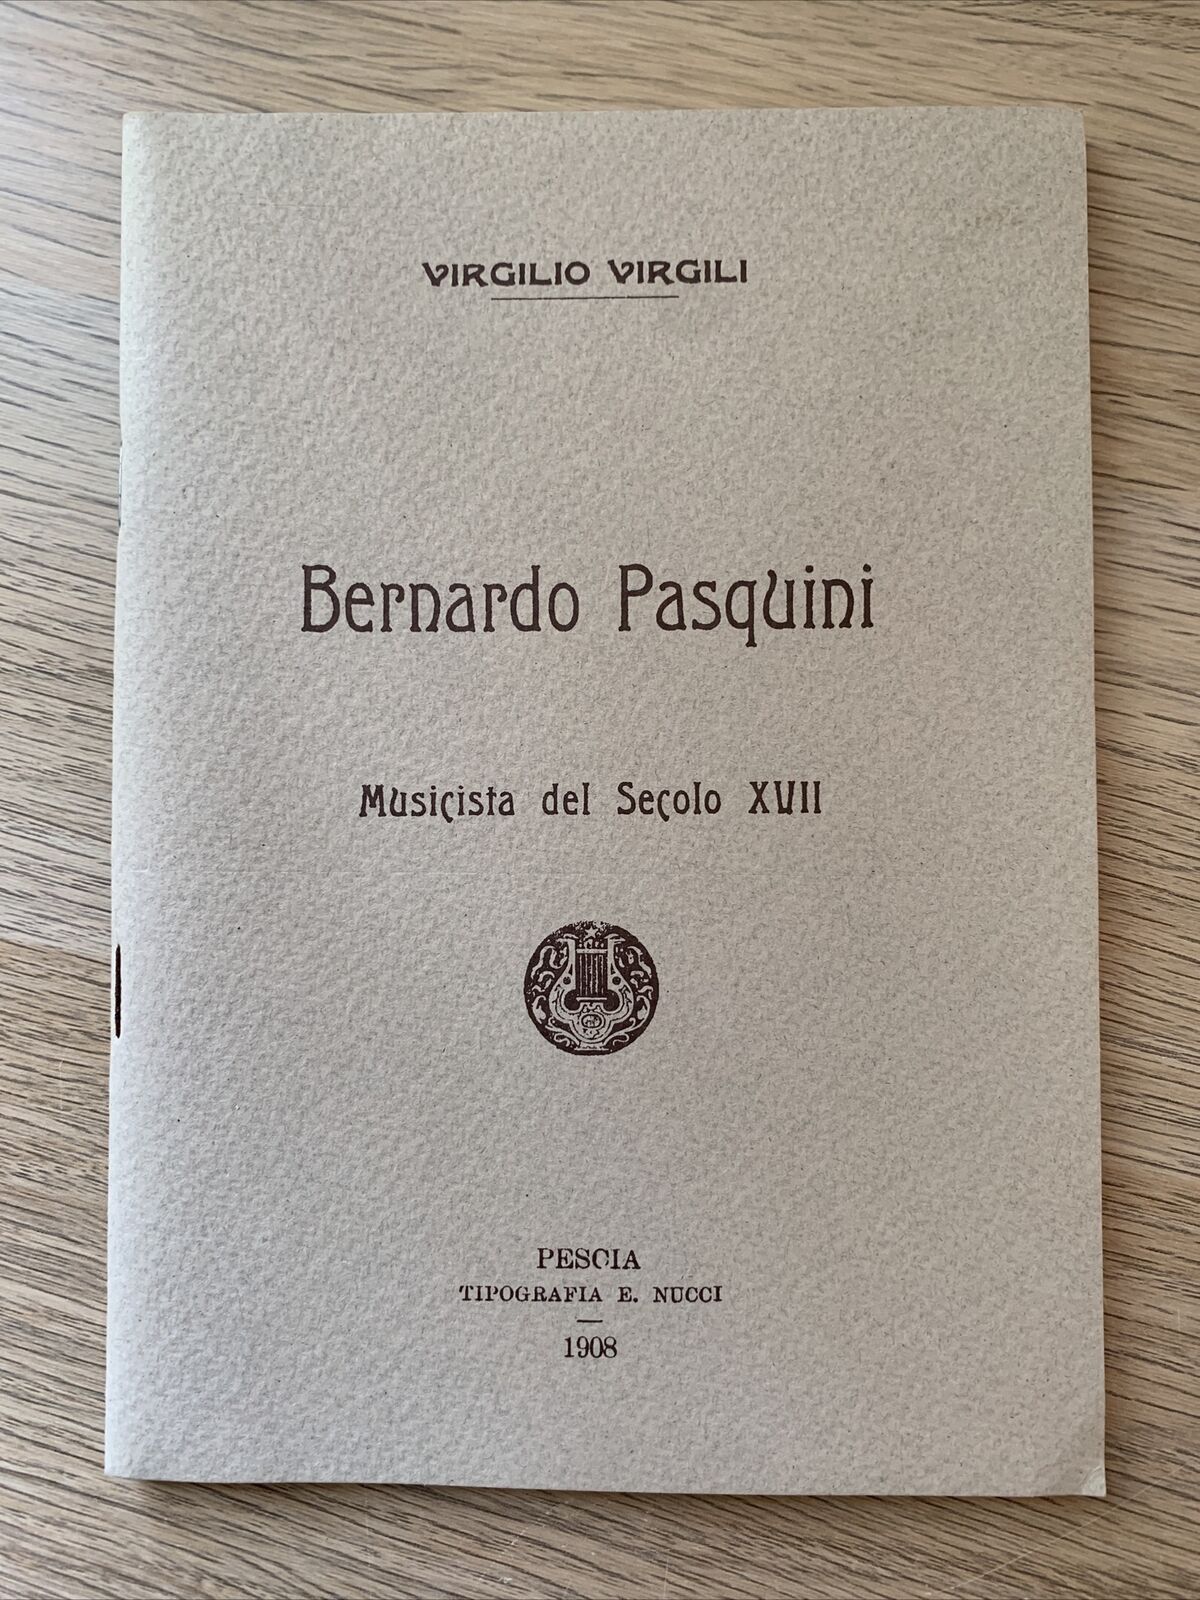 VIRGILIO VIRGILI
Bernardo Pasquini
Musicista del Secolo XVII
PESCIA
TIPOGRAFIA E. NUCCI
1908